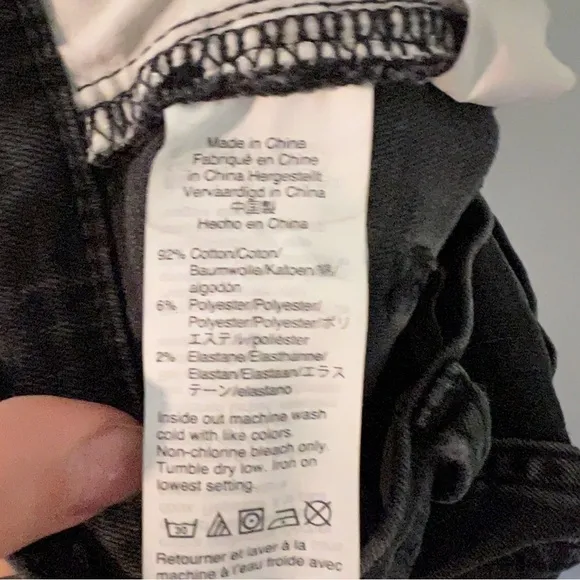 Made in China
Fabriqué en Chine
in China Hergestellt
Vervaardigd in China
中国製
Hecho en China
92% Cotton/Coton/
Baumwolle/Katoen/綿/
algodón
6% Polyester/Polyester/
Polyester/Polyester/ポリ
エステル/poliéster
2% Elastane/Élasthanne/
Elastan/Elastaan/エラス
テーン/elastano
Inside out machine wash
cold with like colors.
Non-chlorine bleach only.
Tumble dry low. Iron on
lowest setting.
30
Retourner et laver à la
machine à l'eau froide avec